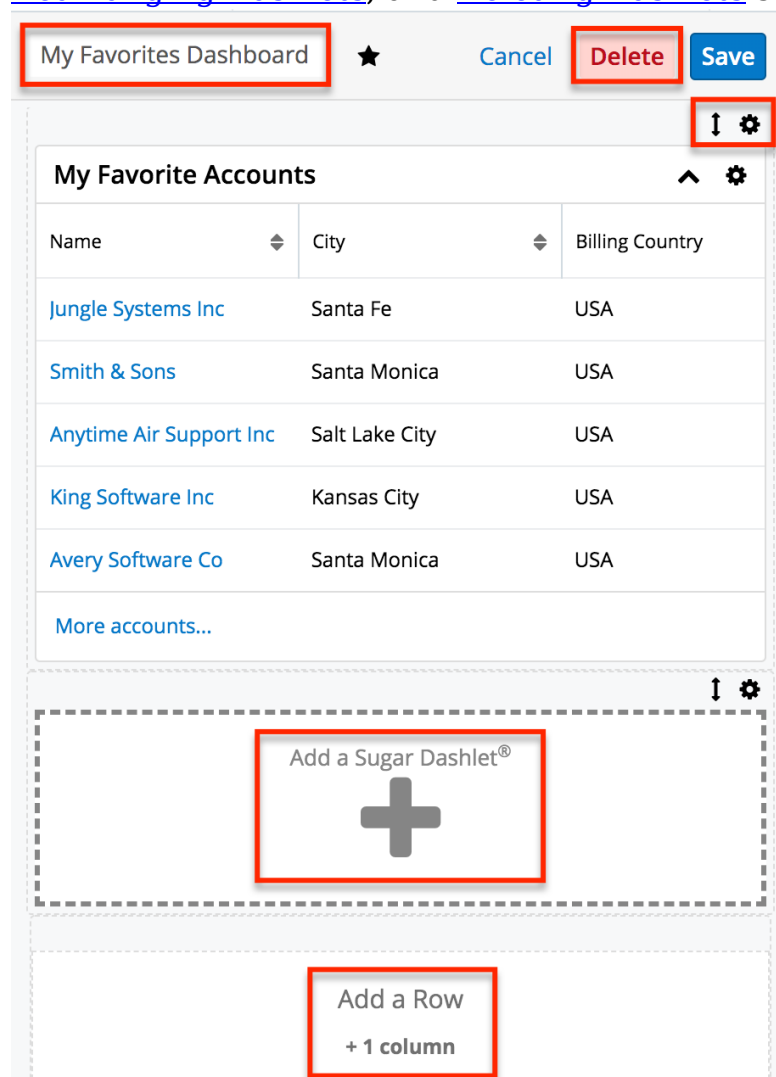 My Favorites Dashboard Cancel Delete Save
My Favorite Accounts
Name City Billing Country
Jungle Systems Inc Santa Fe USA
Smith & Sons Santa Monica USA
Anytime Air Support Inc Salt Lake City USA
King Software Inc Kansas City USA
Avery Software Co Santa Monica USA
More accounts...
Add a Sugar Dashlet®
Add a Row
+ 1 column